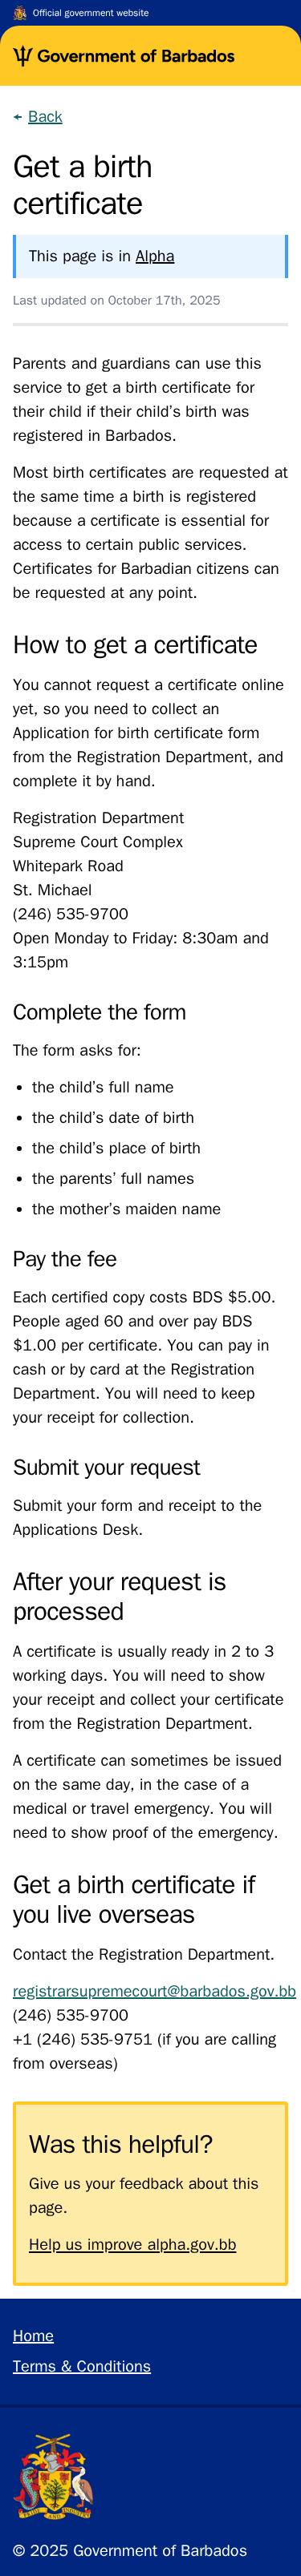 Official government website
Government of Barbados
Back
Get a birth
certificate
This page is in Alpha
Last updated on October 17th, 2025
Parents and guardians can use this
service to get a birth certificate for
their child if their child’s birth was
registered in Barbados.
Most birth certificates are requested at
the same time a birth is registered
because a certificate is essential for
access to certain public services.
Certificates for Barbadian citizens can
be requested at any point.
How to get a certificate
You cannot request a certificate online
yet, so you need to collect an
Application for birth certificate form
from the Registration Department, and
complete it by hand.
Registration Department
Supreme Court Complex
Whitepark Road
St. Michael
(246) 535-9700
Open Monday to Friday: 8:30am and
3:15pm
Complete the form
The form asks for:
• the child’s full name
• the child’s date of birth
• the child’s place of birth
• the parents’ full names
• the mother’s maiden name
Pay the fee
Each certified copy costs BDS $5.00.
People aged 60 and over pay BDS
$1.00 per certificate. You can pay in
cash or by card at the Registration
Department. You will need to keep
your receipt for collection.
Submit your request
Submit your form and receipt to the
Applications Desk.
After your request is
processed
A certificate is usually ready in 2 to 3
working days. You will need to show
your receipt and collect your certificate
from the Registration Department.
A certificate can sometimes be issued
on the same day, in the case of a
medical or travel emergency. You will
need to show proof of the emergency.
Get a birth certificate if
you live overseas
Contact the Registration Department.
registrarsupremecourt@barbados.gov.bb
(246) 535-9700
+1 (246) 535-9751 (if you are calling
from overseas)
Was this helpful?
Give us your feedback about this
page.
Help us improve alpha.gov.bb
Home
Terms & Conditions
PRIDE AND INDUSTRY
© 2025 Government of Barbados